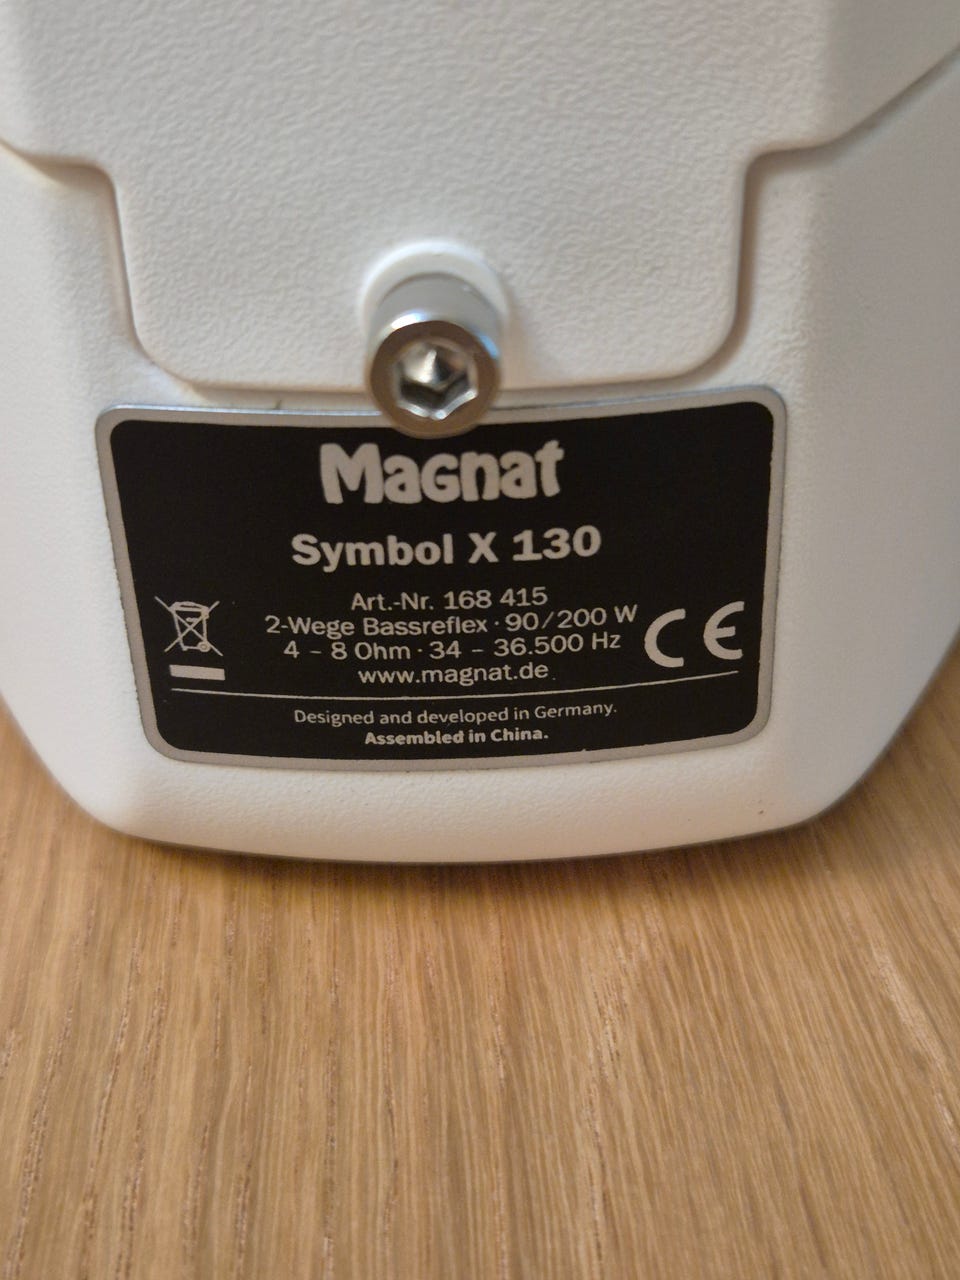 Magnat
Symbol X 130
Art.-Nr. 168 415
2-Wege Bassreflex · 90/200 W
4 – 8 Ohm · 34 – 36.500 Hz
www.magnat.de
CE
Designed and developed in Germany.
Assembled in China.